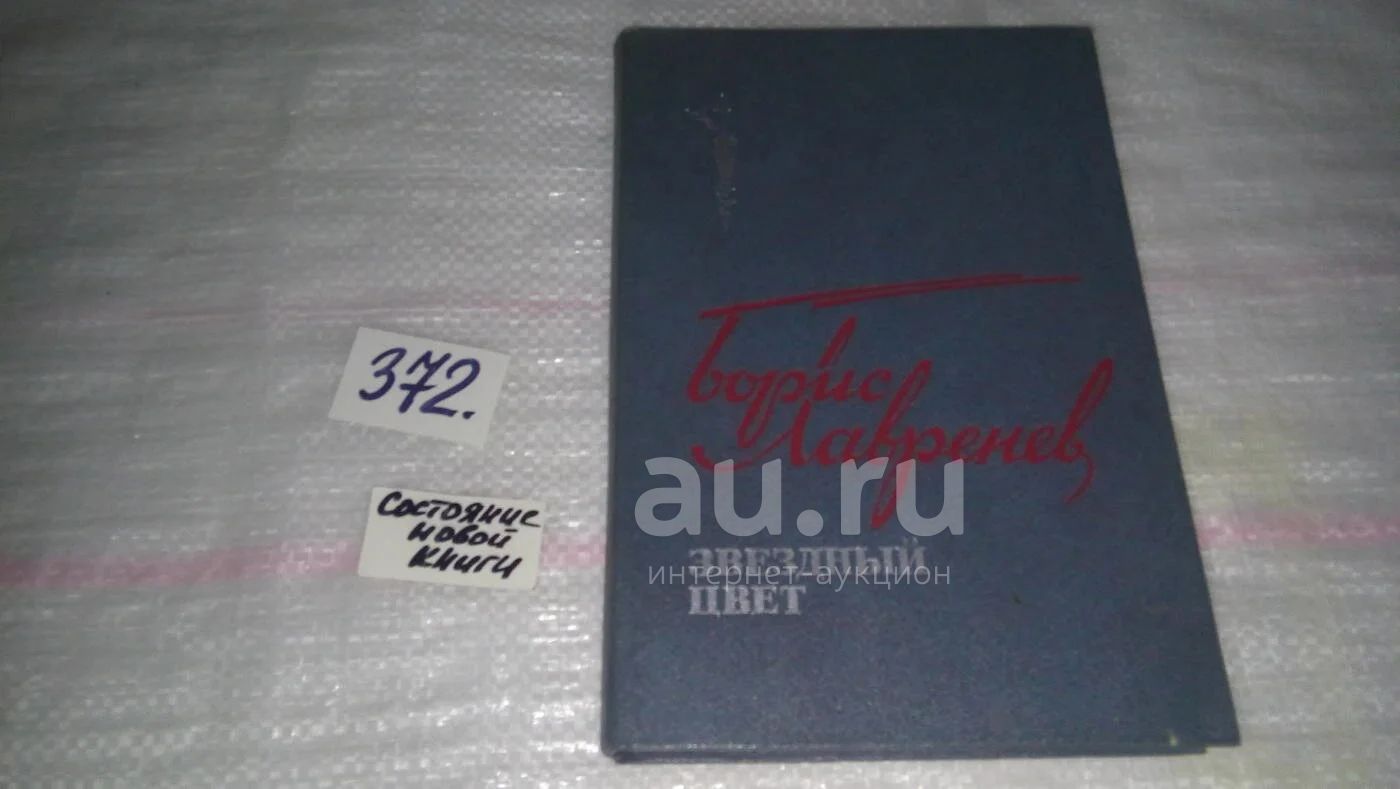 372.
Состояние
новой
книги
Борис
Лавренев
au.ru
ЗВЕЗДНЫЙ
интернет-аукцион
ЦВЕТ